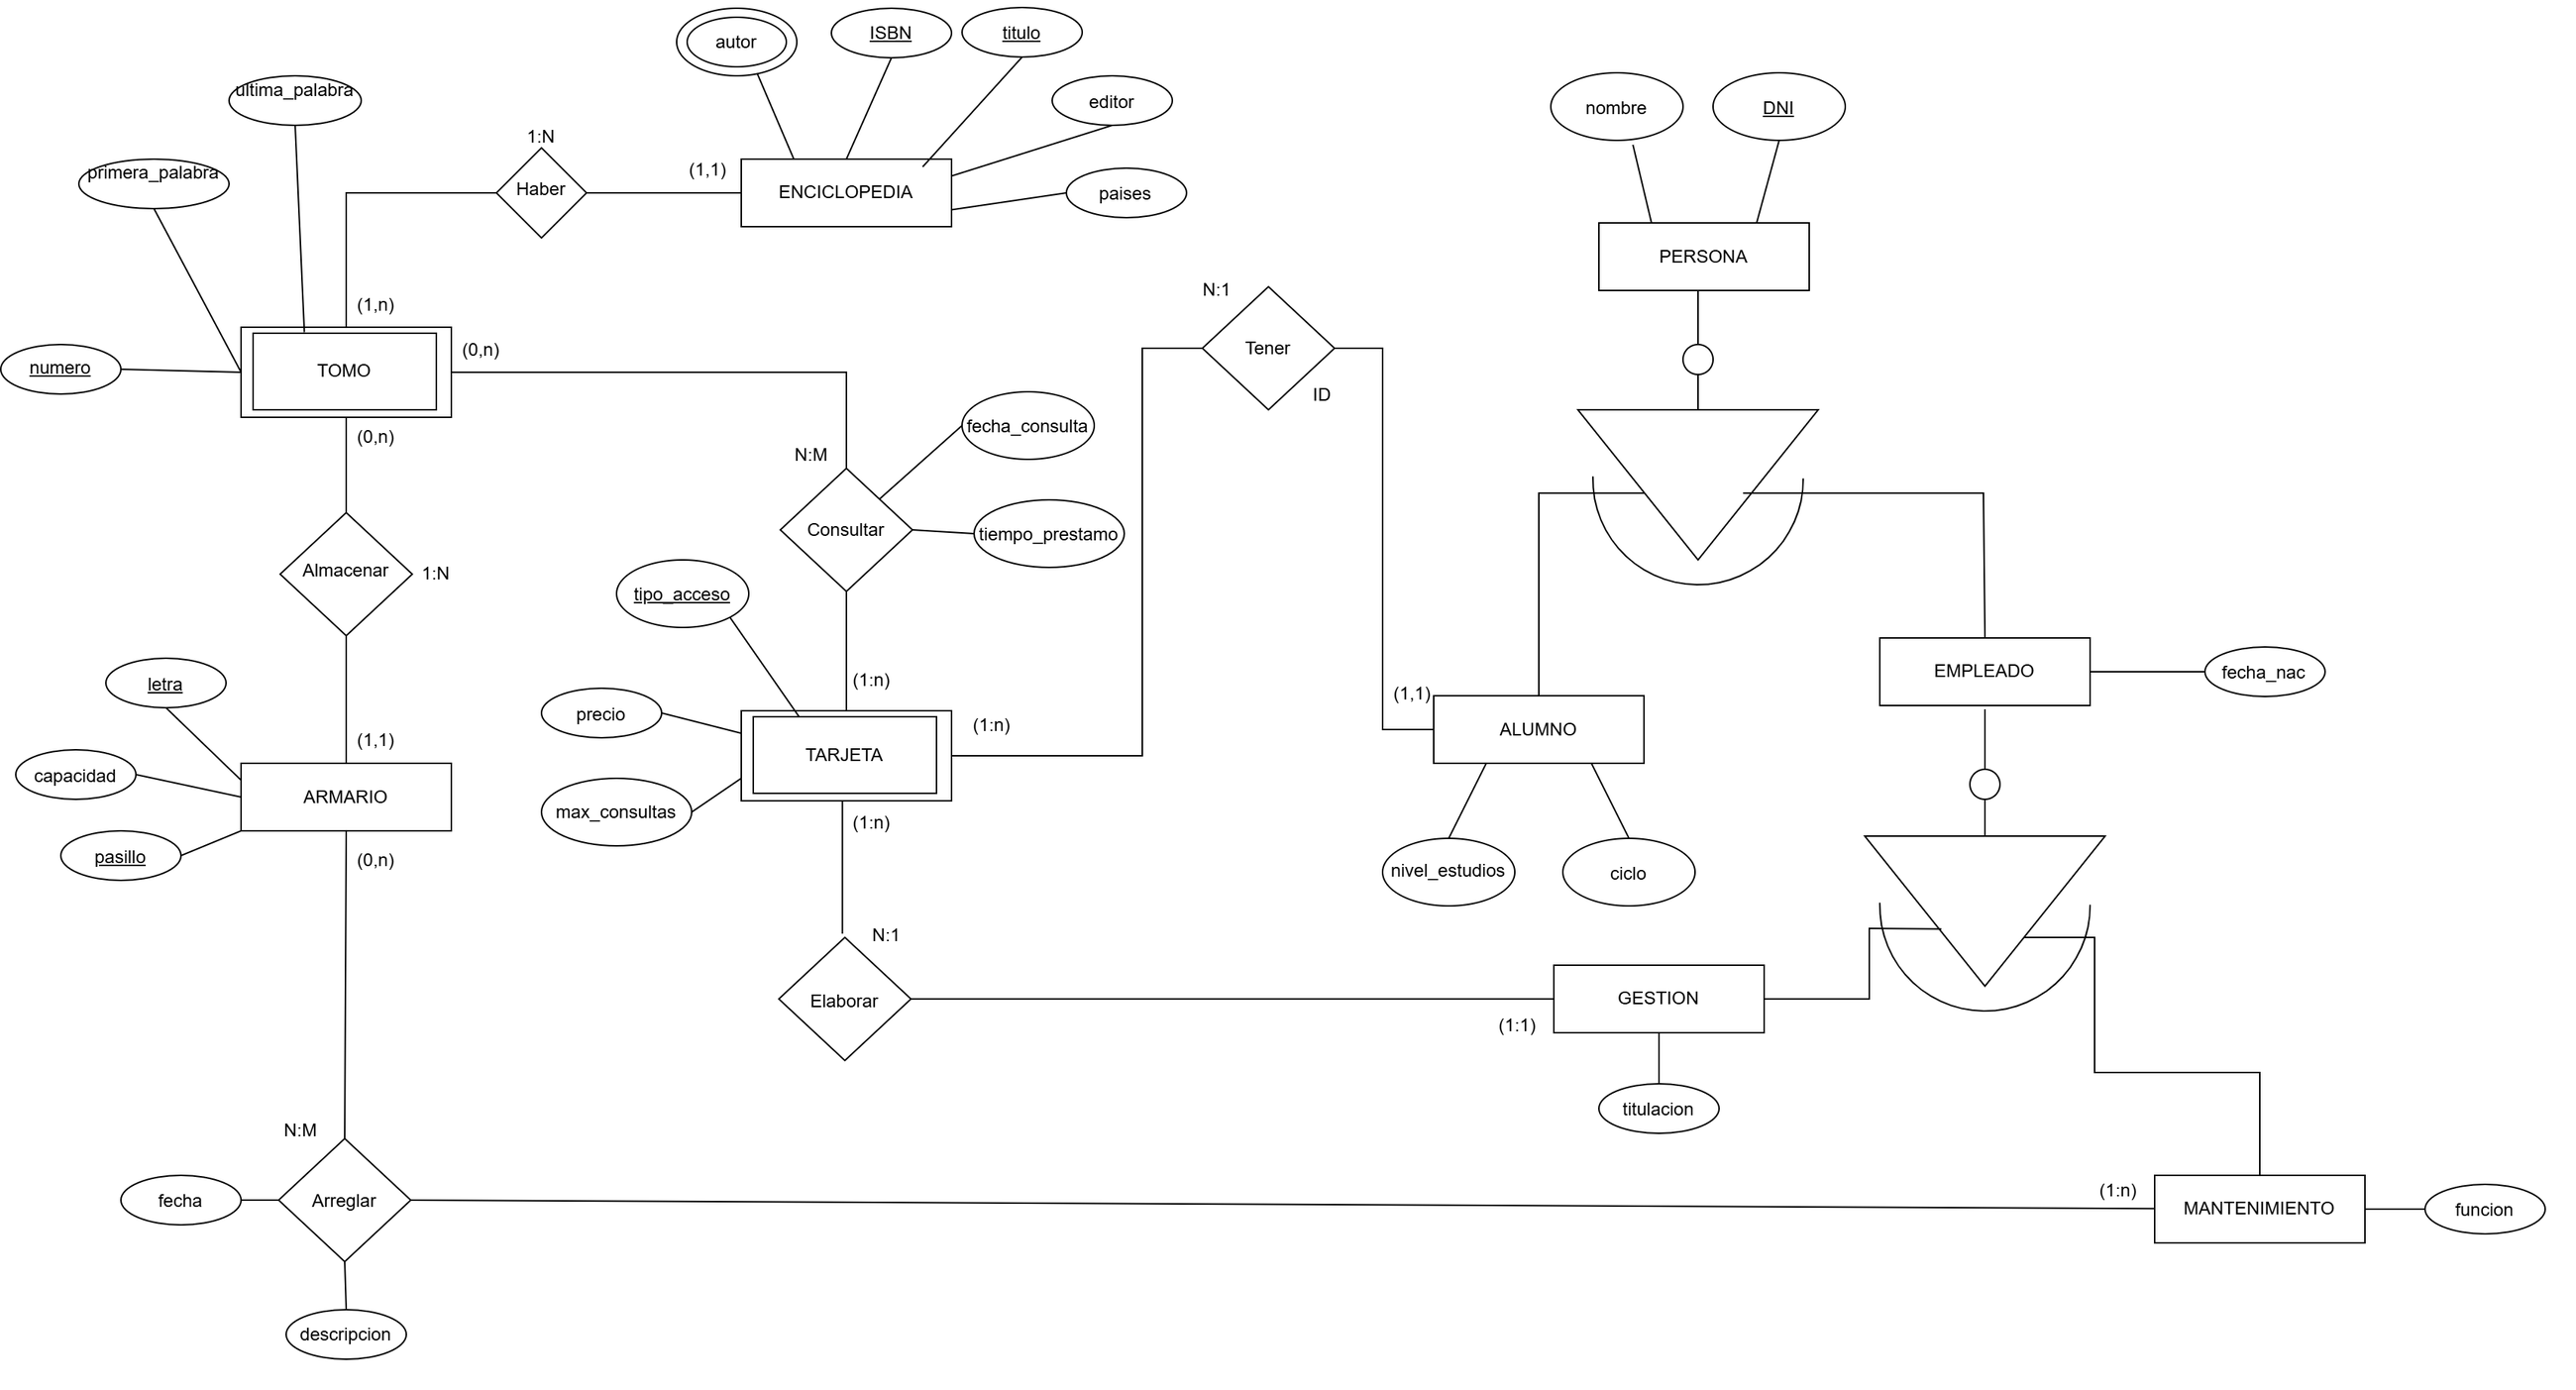 autor
ISBN
titulo
ultima_palabra
editor
nombre
DNI
1:N
primera_palabra
(1,1)
Haber
ENCICLOPEDIA
paises
PERSONA
N:1
(1,n)
(0,n)
Tener
numero
TOMO
ID
fecha_consulta
(0,n)
N:M
Consultar
tiempo_prestamo
Almacenar
1:N
tipo_acceso
EMPLEADO
fecha_nac
letra
(1:n)
(1,1)
precio
(1:n)
ALUMNO
(1,1)
TARJETA
capacidad
ARMARIO
max_consultas
(1:n)
pasillo
(0,n)
nivel_estudios
ciclo
N:1
Elaborar
GESTION
(1:1)
titulacion
N:M
(1:n)
fecha
Arreglar
MANTENIMIENTO
funcion
descripcion